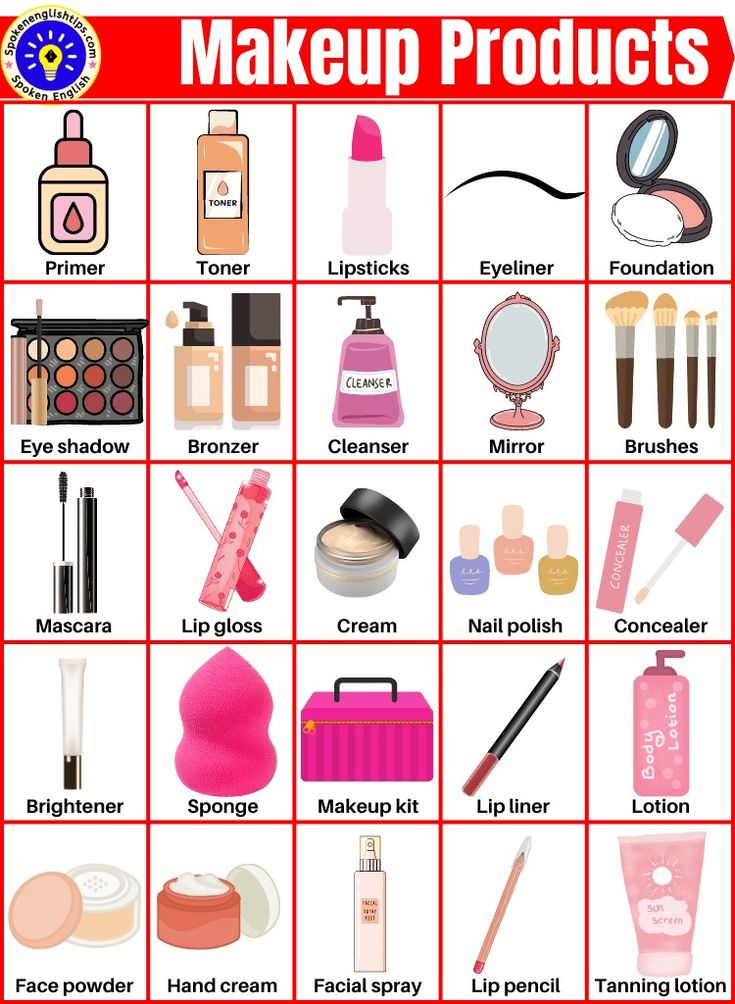 Spokenenglishtips.com
Spoken English
Makeup Products
TONER
Primer
Toner
Lipsticks
Eyeliner
Foundation
CLEANSER
Eye shadow
Bronzer
Cleanser
Mirror
Brushes
CONCEALER
Mascara
Lip gloss
Cream
Nail polish
Concealer
Body
Lotion
Brightener
Sponge
Makeup kit
Lip liner
Lotion
FACIAL
SPRAY
MIST
Sun
Screen
Face powder
Hand cream
Facial spray
Lip pencil
Tanning lotion